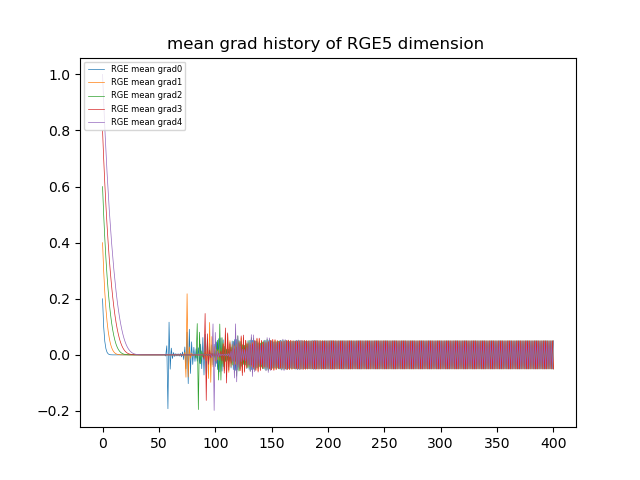 mean grad history of RGE5 dimension
RGE mean grad0
RGE mean grad1
RGE mean grad2
RGE mean grad3
RGE mean grad4
1.0
0.8
0.6
0.4
0.2
0.0
−0.2
0 50 100 150 200 250 300 350 400